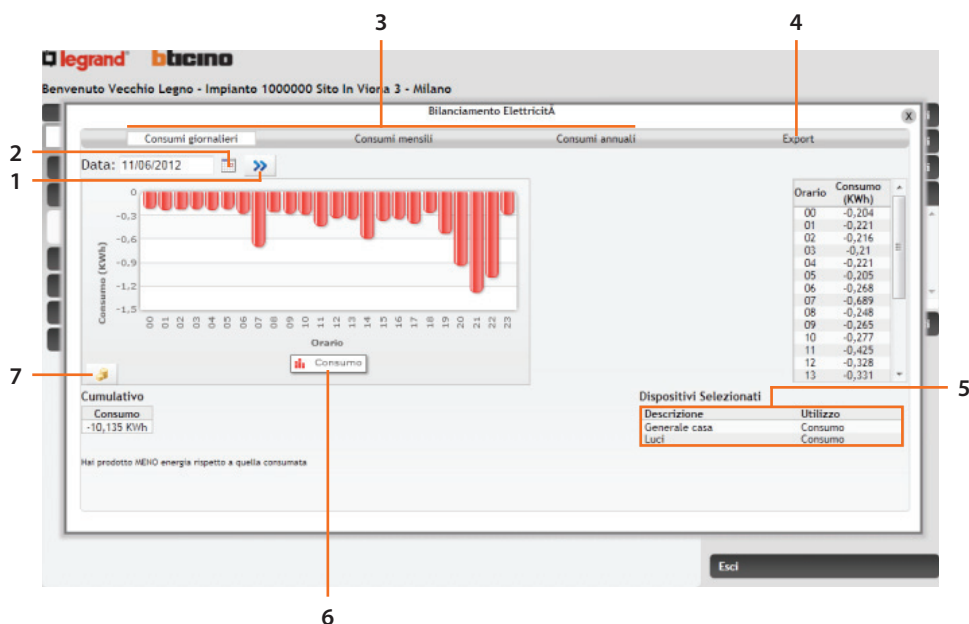 3
4
legrand bticino
Benvenuto Vecchio Legno - Impianto 1000000 Sito In Viona 3 - Milano
Bilanciamento ElettricitÃ
X
Consumi giornalieri Consumi mensili Consumi annuali Export
2
Data: 11/06/2012
1
Consumo (KWh)
0
-0,3
-0,6
-0,9
-1,2
-1,5
00 01 02 03 04 05 06 07 08 09 10 11 12 13 14 15 16 17 18 19 20 21 22 23
Orario
Consumo
Orario Consumo (KWh)
00 -0,204
01 -0,221
02 -0,216
03 -0,21
04 -0,221
05 -0,205
06 -0,268
07 -0,689
08 -0,248
09 -0,265
10 -0,277
11 -0,425
12 -0,328
13 -0,331
7
5
Cumulativo
Consumo
-10,135 KWh
Hai prodotto MENO energia rispetto a quella consumata
Dispositivi Selezionati
Descrizione Utilizzo
Generale casa Consumo
Luci Consumo
Esci
6